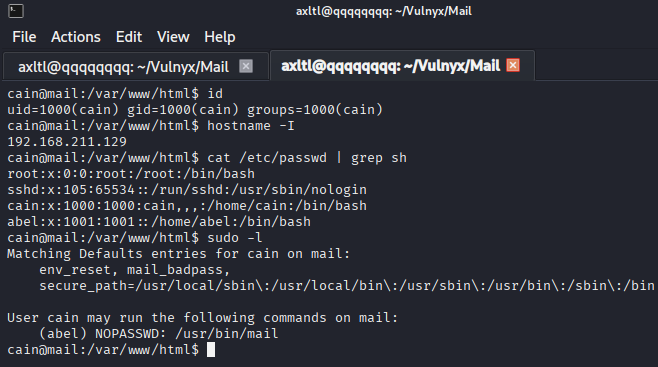 axltl@qqqqqqqq: ~/Vulnyx/Mail
File Actions Edit View Help
axltl@qqqqqqqq: ~/Vulnyx/Mail axltl@qqqqqqqq: ~/Vulnyx/Mail
cain@mail:/var/www/html$ id
uid=1000(cain) gid=1000(cain) groups=1000(cain)
cain@mail:/var/www/html$ hostname -I
192.168.211.129
cain@mail:/var/www/html$ cat /etc/passwd | grep sh
root:x:0:0:root:/root:/bin/bash
sshd:x:105:65534::/run/sshd:/usr/sbin/nologin
cain:x:1000:1000:cain,,,:/home/cain:/bin/bash
abel:x:1001:1001::/home/abel:/bin/bash
cain@mail:/var/www/html$ sudo -l
Matching Defaults entries for cain on mail:
    env_reset, mail_badpass,
    secure_path=/usr/local/sbin\:/usr/local/bin\:/usr/sbin\:/usr/bin\:/sbin\:/bin

User cain may run the following commands on mail:
    (abel) NOPASSWD: /usr/bin/mail
cain@mail:/var/www/html$